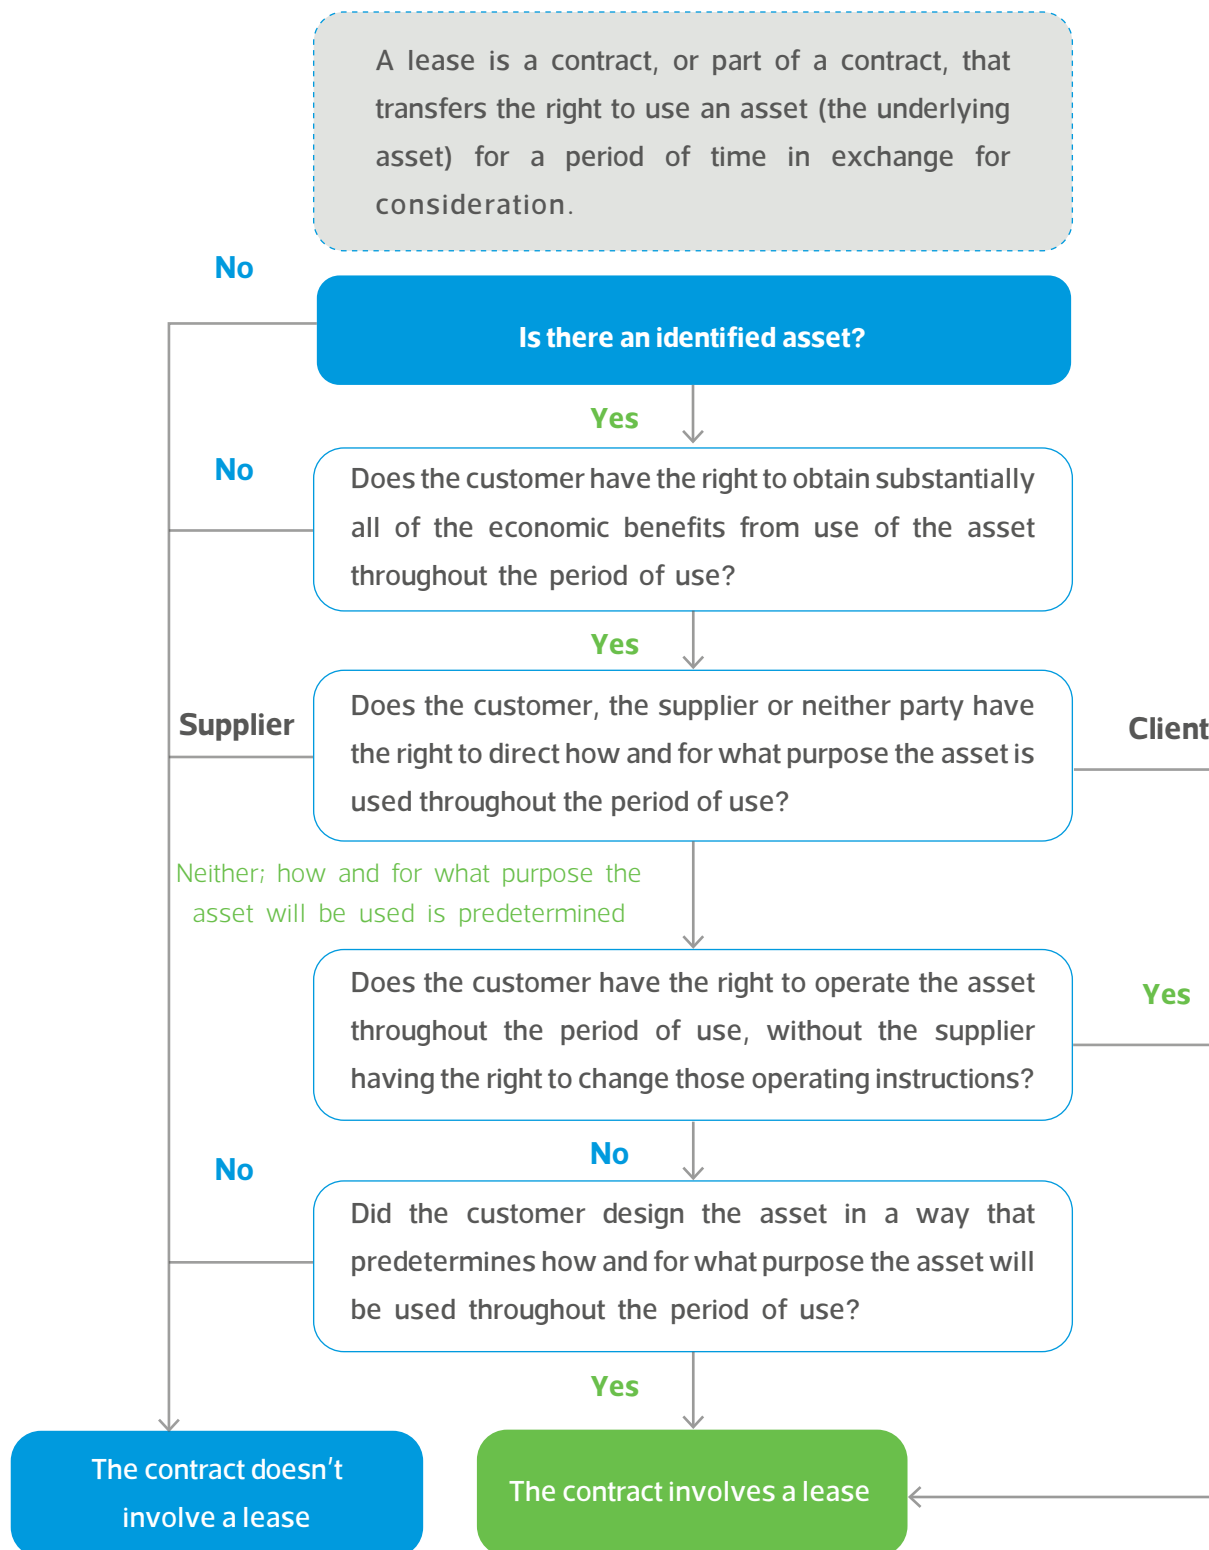 A lease is a contract, or part of a contract, that
transfers the right to use an asset (the underlying
asset) for a period of time in exchange for
consideration.
No
Is there an identified asset?
Yes
No
Does the customer have the right to obtain substantially
all of the economic benefits from use of the asset
throughout the period of use?
Yes
Supplier
Does the customer, the supplier or neither party have
the right to direct how and for what purpose the asset is
used throughout the period of use?
Client
Neither; how and for what purpose the
asset will be used is predetermined
Does the customer have the right to operate the asset
throughout the period of use, without the supplier
having the right to change those operating instructions?
Yes
No
No
Did the customer design the asset in a way that
predetermines how and for what purpose the asset will
be used throughout the period of use?
Yes
The contract doesn't
involve a lease
The contract involves a lease